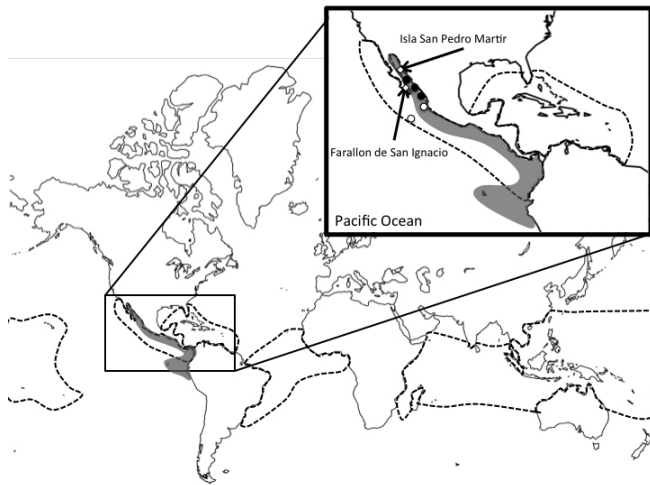 Isla San Pedro Martir
Farallon de San Ignacio
Pacific Ocean